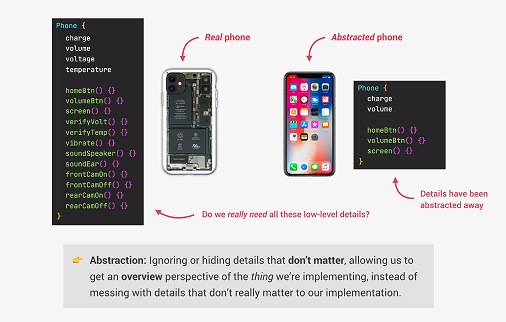 Phone {
charge
volume
voltage
temperature
homeBtn() {}
volumeBtn() {}
screen() {}
verifyVolt() {}
verifyTemp() {}
vibrate() {}
soundSpeaker() {}
soundEar() {}
frontCamOn() {}
frontCamOff() {}
rearCamOn() {}
rearCamOff() {}
}
Real phone
Abstracted phone
Phone {
charge
volume
homeBtn() {}
volumeBtn() {}
screen() {}
}
Details have been
abstracted away
Do we really need all these low-level details?
👉 Abstraction: Ignoring or hiding details that don’t matter, allowing us to
get an overview perspective of the thing we’re implementing, instead of
messing with details that don’t really matter to our implementation.